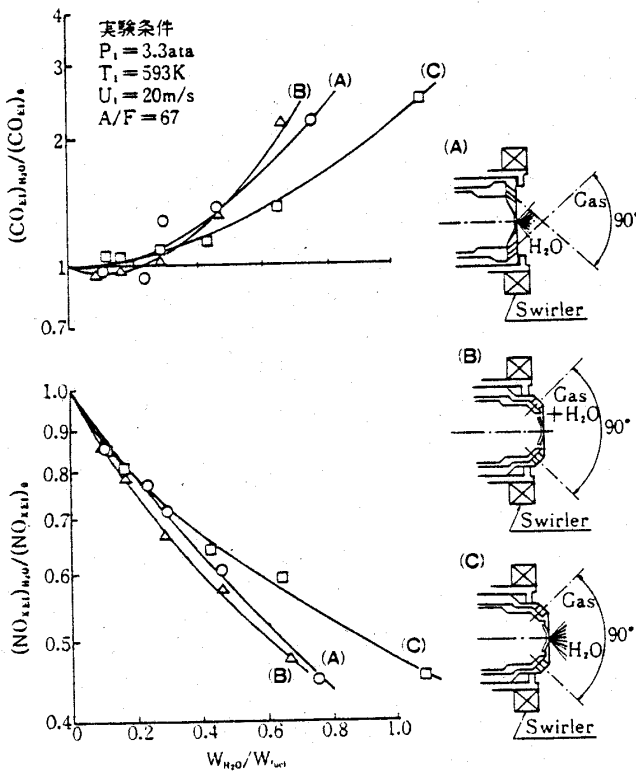 実験条件
P₁=3.3ata
T₁=593K
U₁=20m/s
A/F=67
4
3
2
1
0.7
(CO_EI)_H₂O/(CO_EI)₀
(B)
(A)
(C)
1.0
0.9
0.8
0.7
0.6
0.5
0.4
(NO_XEI)_H₂O/(NO_XEI)₀
(C)
(A)
(B)
0 0.2 0.4 0.6 0.8 1.0
W_H₂O/W_fuel
(A)
Gas
90°
H₂O
Swirler
(B)
Gas
+H₂O
90°
Swirler
(C)
Gas
90°
H₂O
Swirler